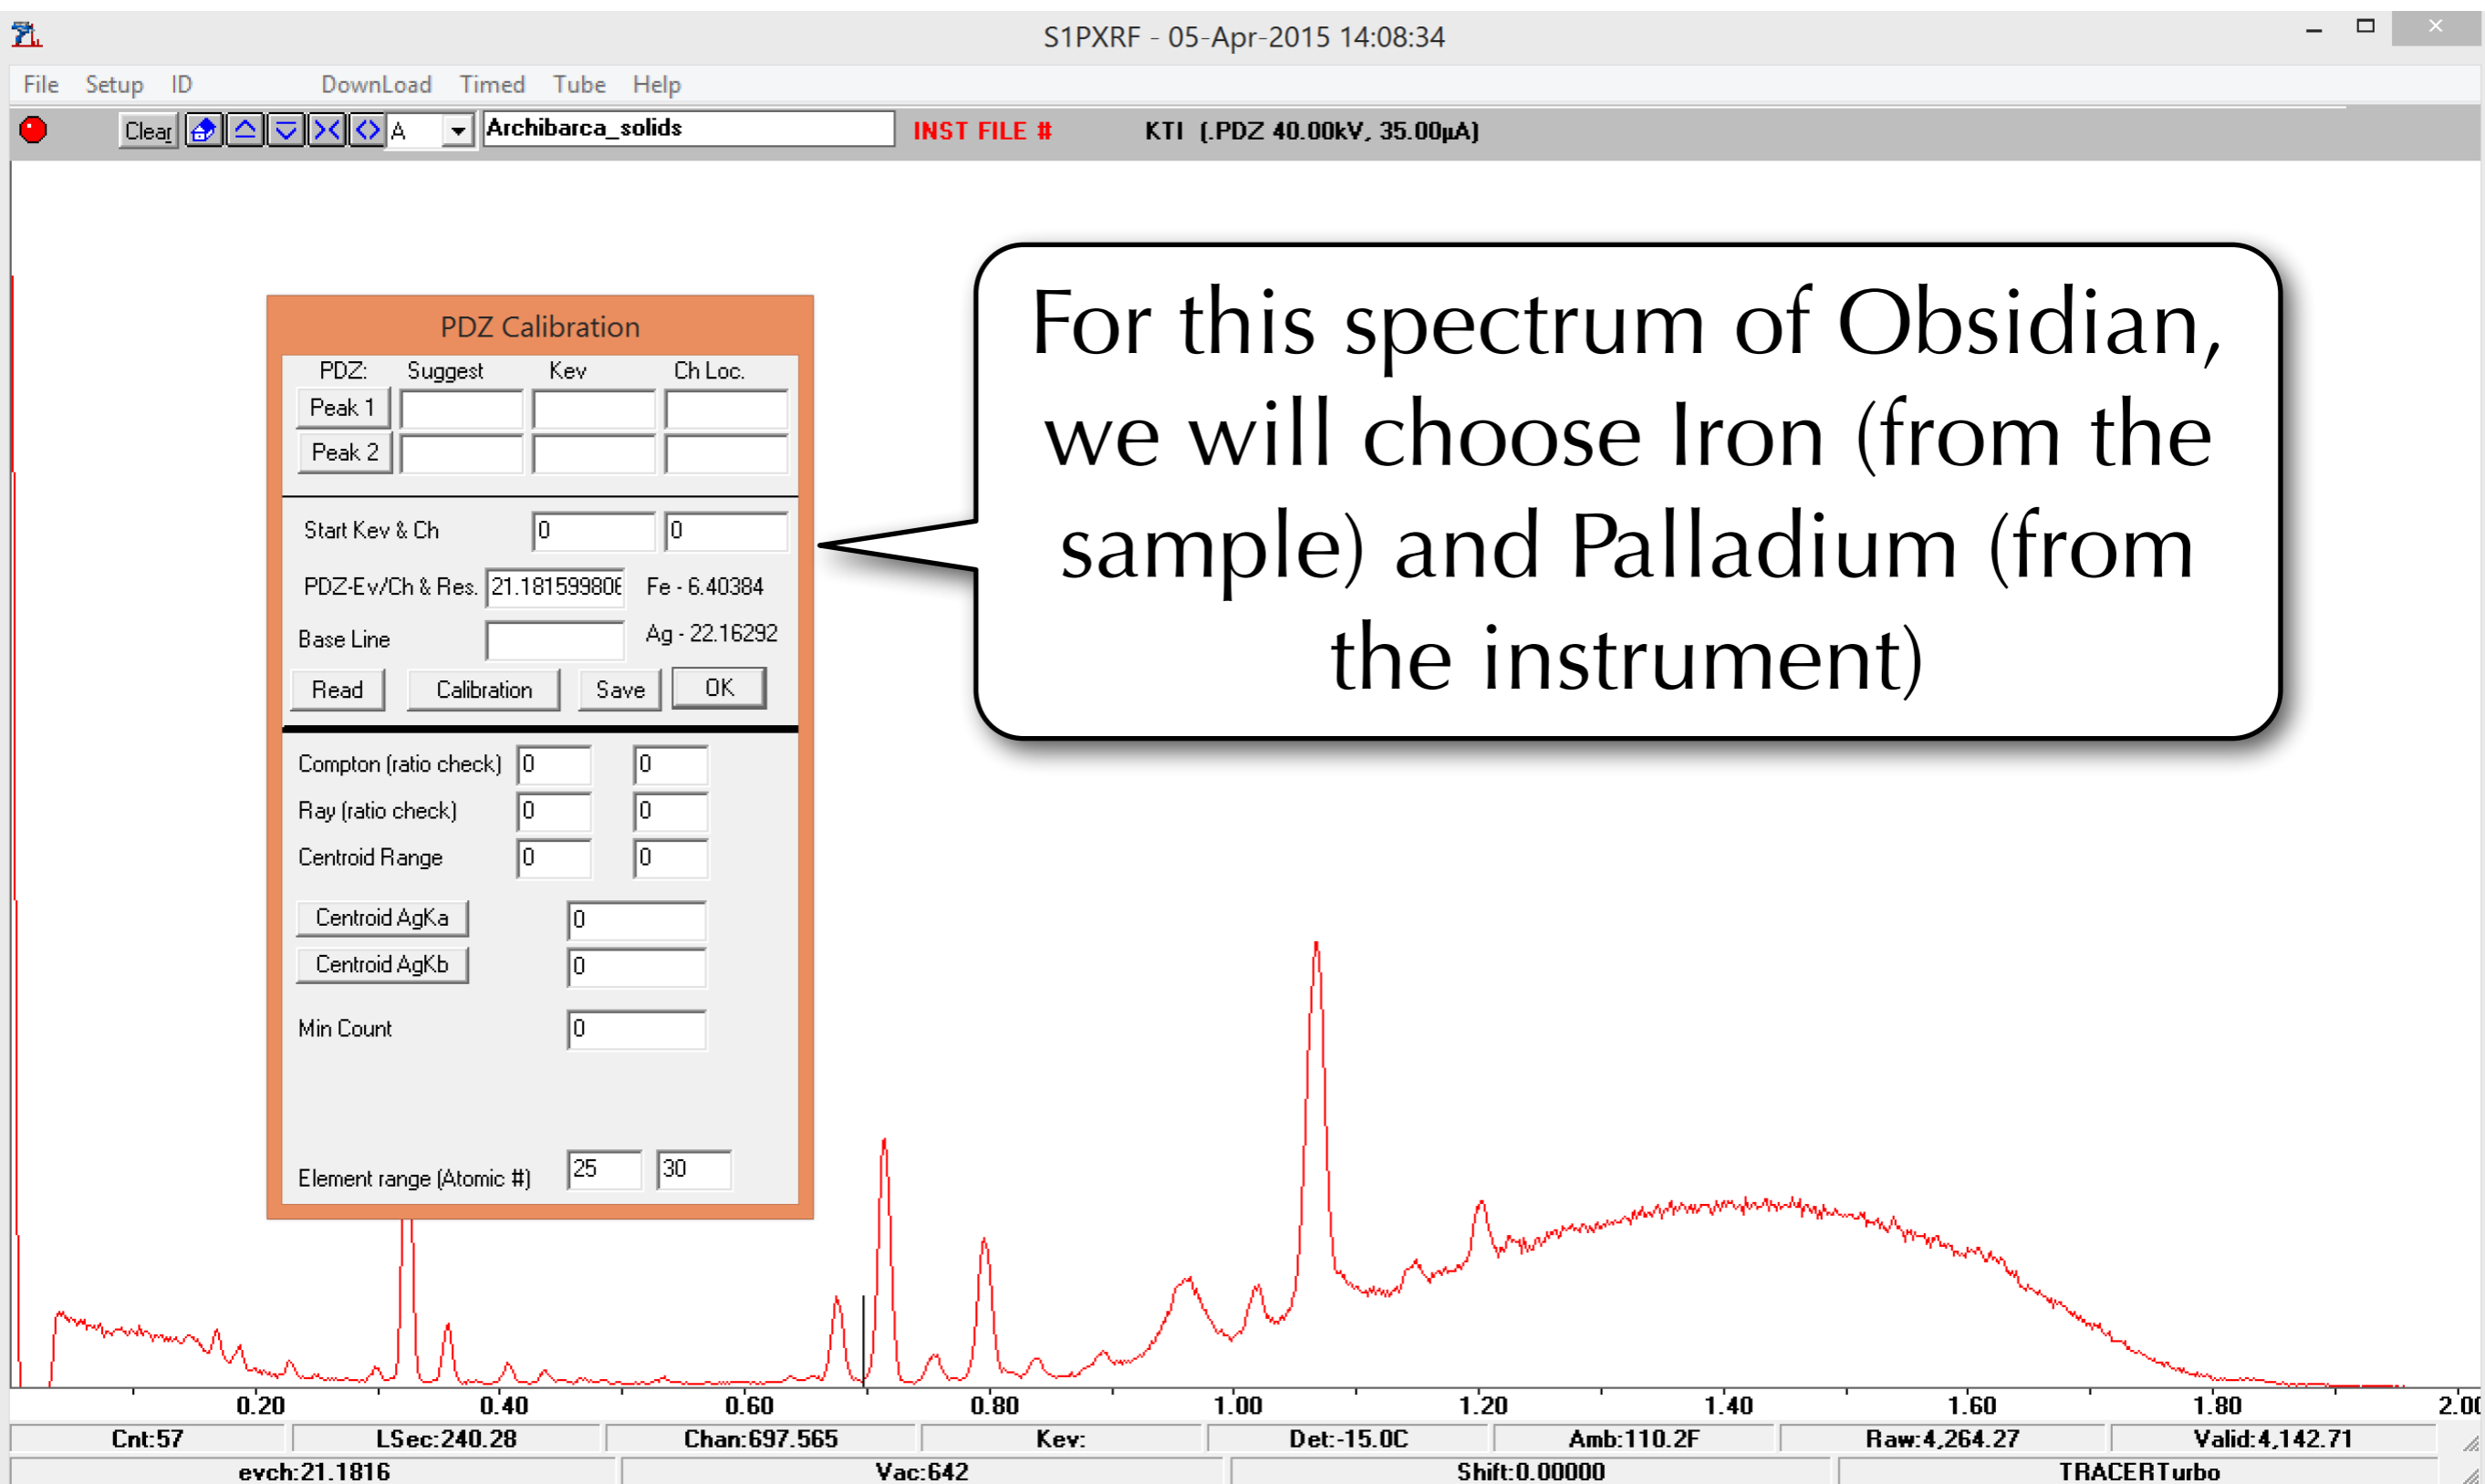 S1PXRF - 05-Apr-2015 14:08:34
File Setup ID DownLoad Timed Tube Help
Clear A Archibarca_solids INST FILE # KTI (.PDZ 40.00kV, 35.00µA)
PDZ Calibration
PDZ: Suggest Kev Ch Loc.
Peak 1
Peak 2
Start Kev & Ch 0 0
PDZ-Ev/Ch & Res. 21.181599806 Fe - 6.40384
Base Line Ag - 22.16292
Read Calibration Save OK
Compton (ratio check) 0 0
Ray (ratio check) 0 0
Centroid Range 0 0
Centroid AgKa 0
Centroid AgKb 0
Min Count 0
Element range (Atomic #) 25 30
For this spectrum of Obsidian,
we will choose Iron (from the
sample) and Palladium (from
the instrument)
0.20 0.40 0.60 0.80 1.00 1.20 1.40 1.60 1.80 2.00
Cnt:57 LSec:240.28 Chan:697.565 Kev: Det:-15.0C Amb:110.2F Raw:4,264.27 Valid:4,142.71
evch:21.1816 Vac:642 Shift:0.00000 TRACERTurbo